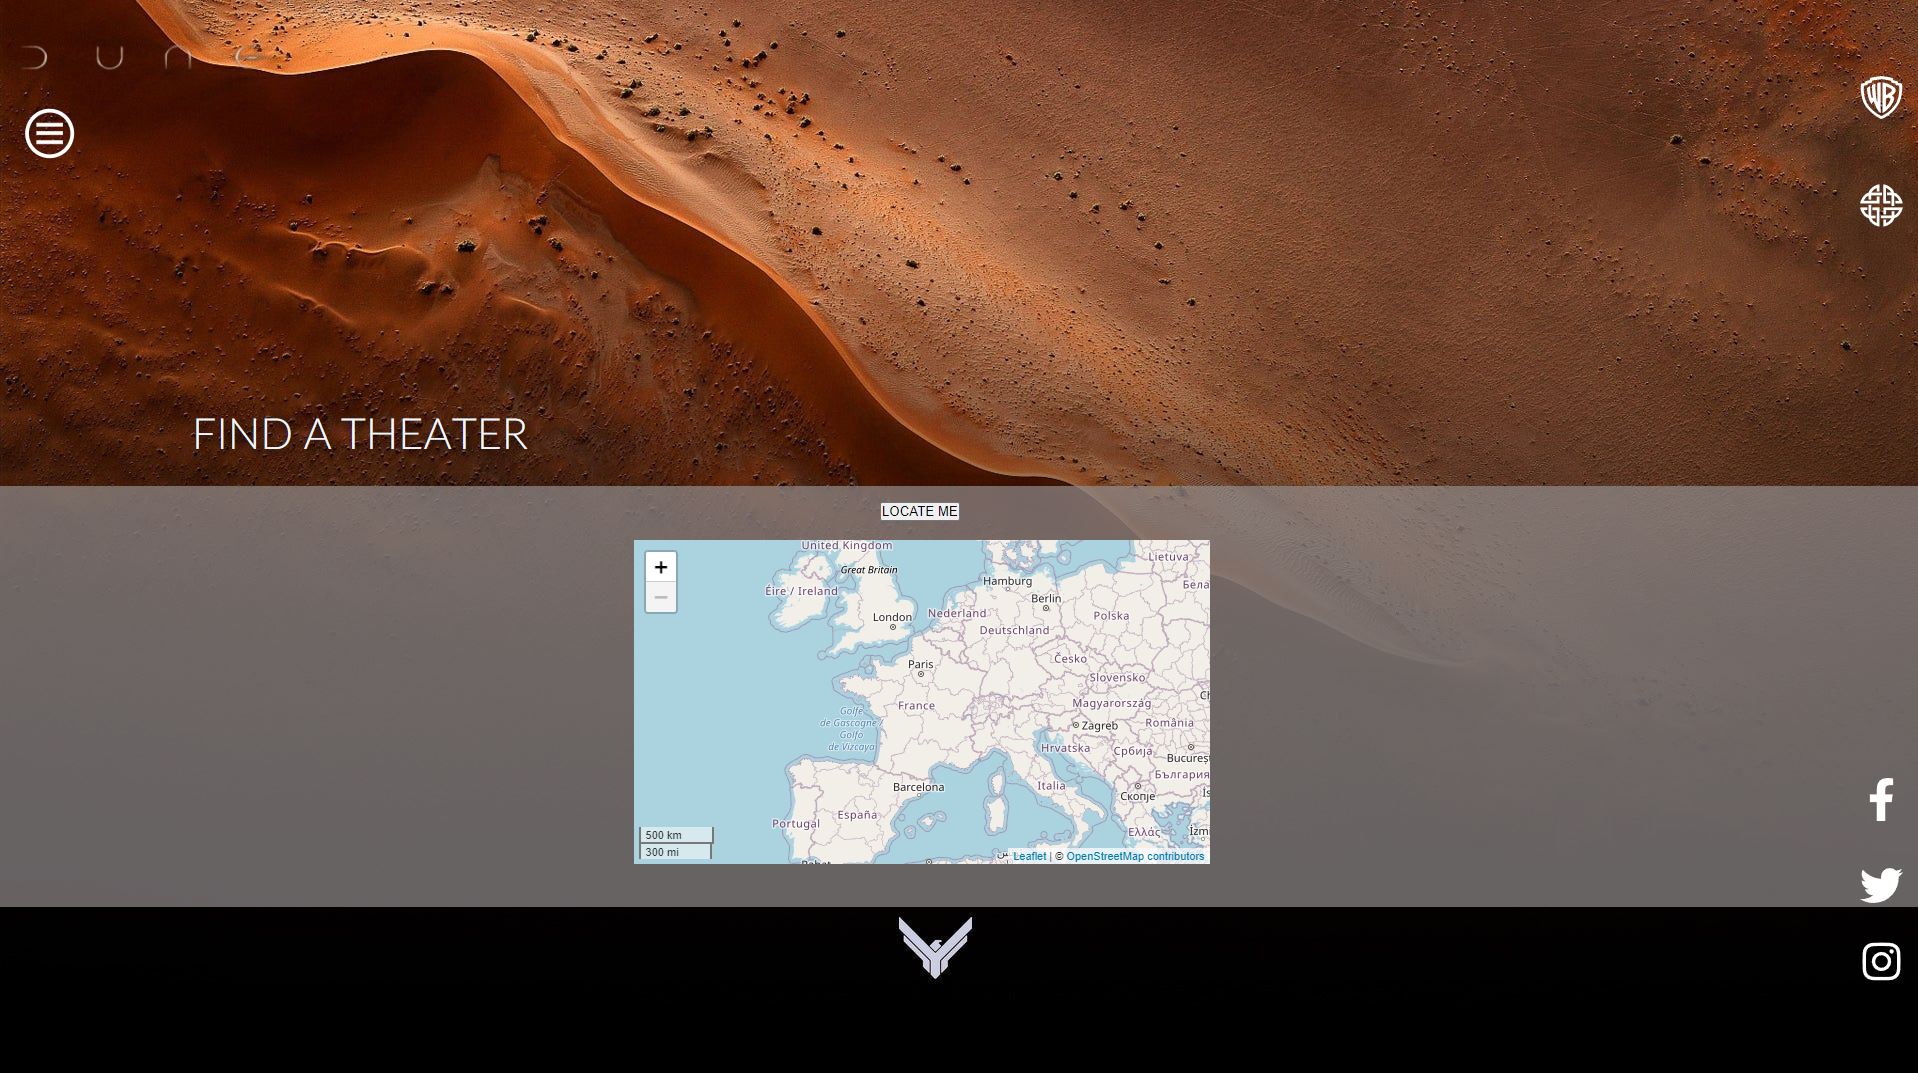 DUNE
FIND A THEATER
LOCATE ME
+
−
United Kingdom
Great Britain
Éire / Ireland
London
Hamburg
Berlin
Nederland
Deutschland
Polska
Lietuva
Бела
Paris
Česko
Slovensko
France
Magyarország
Zagreb
România
Golfe
de Gascogne /
Golfo
de Vizcaya
Hrvatska
Србија
Bucureșt
България
Barcelona
Italia
Скопје
España
Portugal
Ελλάς
İzmi
500 km
300 mi
Leaflet | © OpenStreetMap contributors